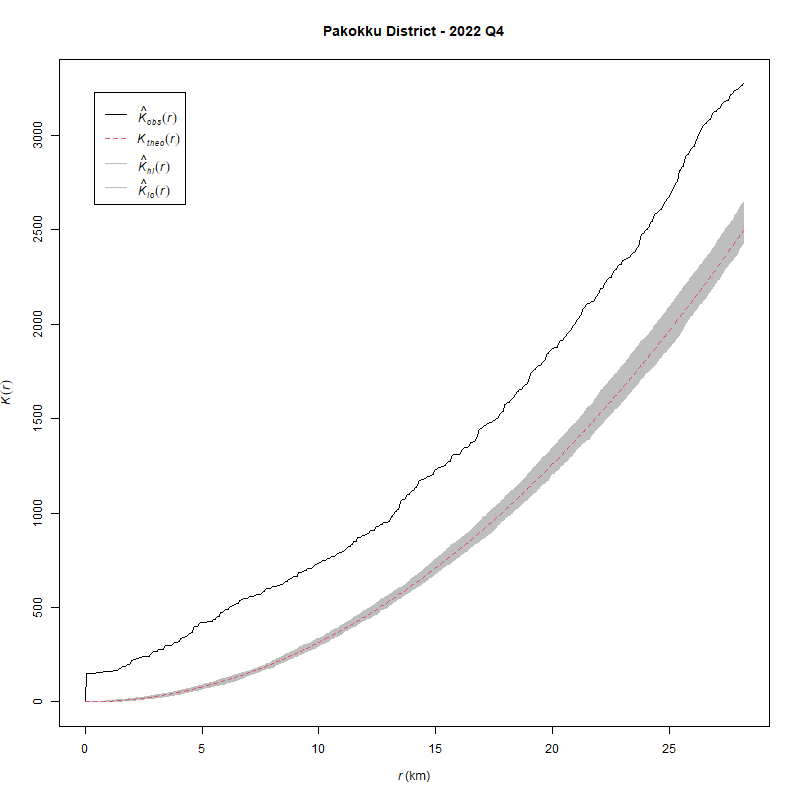 Pakokku District - 2022 Q4
K̂obs(r)
Ktheo(r)
K̂hi(r)
K̂lo(r)
K(r)
3000
2500
2000
1500
1000
500
0
0 5 10 15 20 25
r (km)